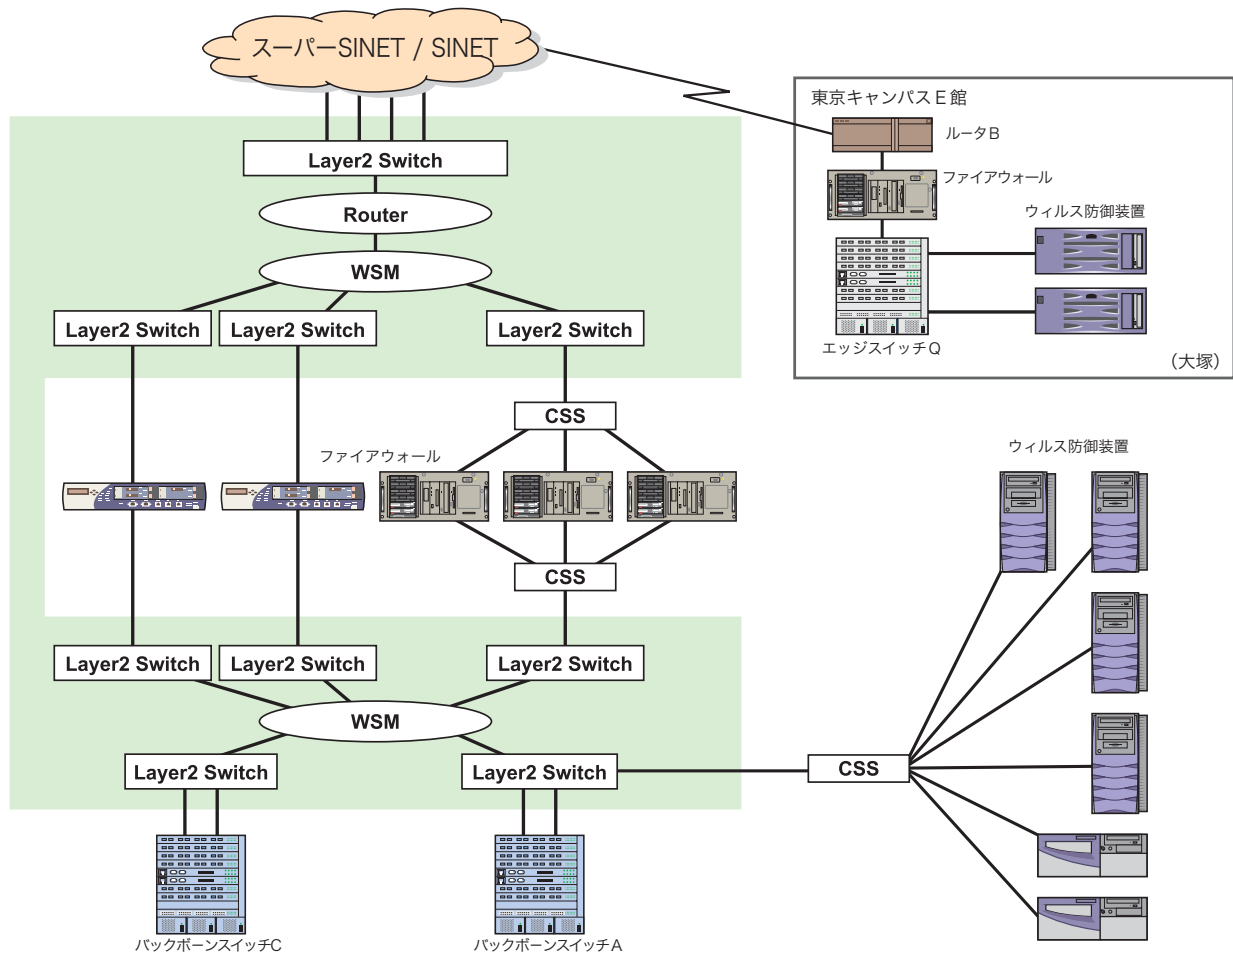 スーパーSINET / SINET
東京キャンパスE館
ルータB
ファイアウォール
ウィルス防御装置
エッジスイッチQ
（大塚）
Layer2 Switch
Router
WSM
Layer2 Switch
Layer2 Switch
Layer2 Switch
CSS
ファイアウォール
CSS
Layer2 Switch
Layer2 Switch
Layer2 Switch
WSM
Layer2 Switch
Layer2 Switch
CSS
ウィルス防御装置
バックボーンスイッチC
バックボーンスイッチA